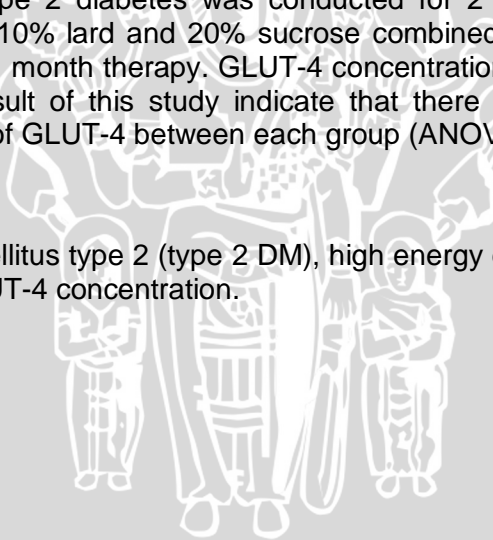 ype 2 diabetes was conducted for 2
10% lard and 20% sucrose combined
month therapy. GLUT-4 concentration
sult of this study indicate that there
of GLUT-4 between each group (ANOV
llitus type 2 (type 2 DM), high energy
UT-4 concentration.